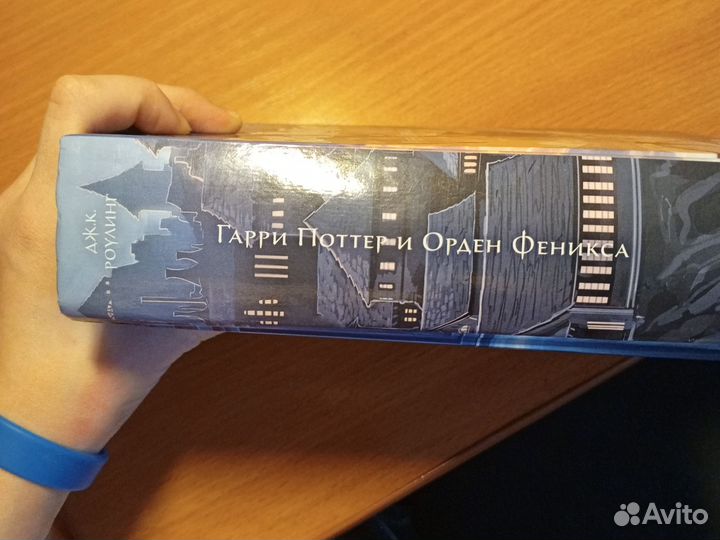 ДЖ.К.
РОУЛИНГ
ГАРРИ ПОТТЕР И ОРДЕН ФЕНИКСА
Avito